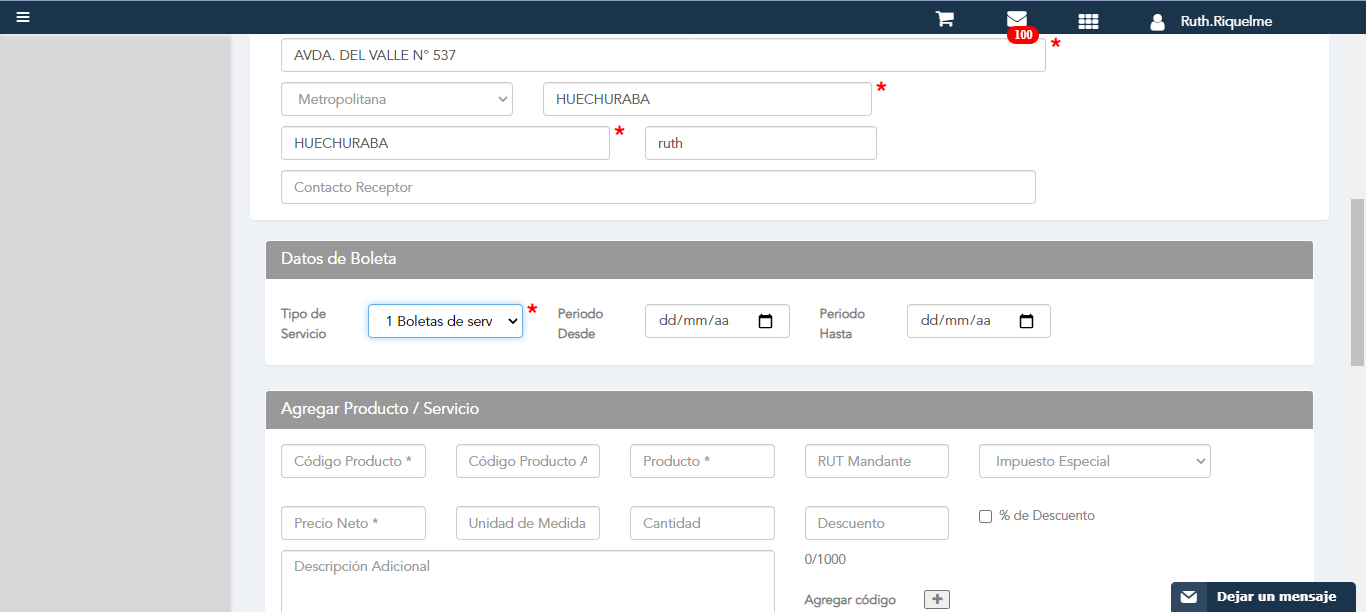 Ruth.Riquelme
100
AVDA. DEL VALLE N° 537 *
Metropolitana HUECHURABA *
HUECHURABA * ruth
Contacto Receptor
Datos de Boleta
Tipo de Servicio 1 Boletas de serv * Periodo Desde dd/mm/aa Periodo Hasta dd/mm/aa
Agregar Producto / Servicio
Código Producto * Código Producto A Producto * RUT Mandante Impuesto Especial
Precio Neto * Unidad de Medida Cantidad Descuento % de Descuento
Descripción Adicional 0/1000
Agregar código +
Dejar un mensaje